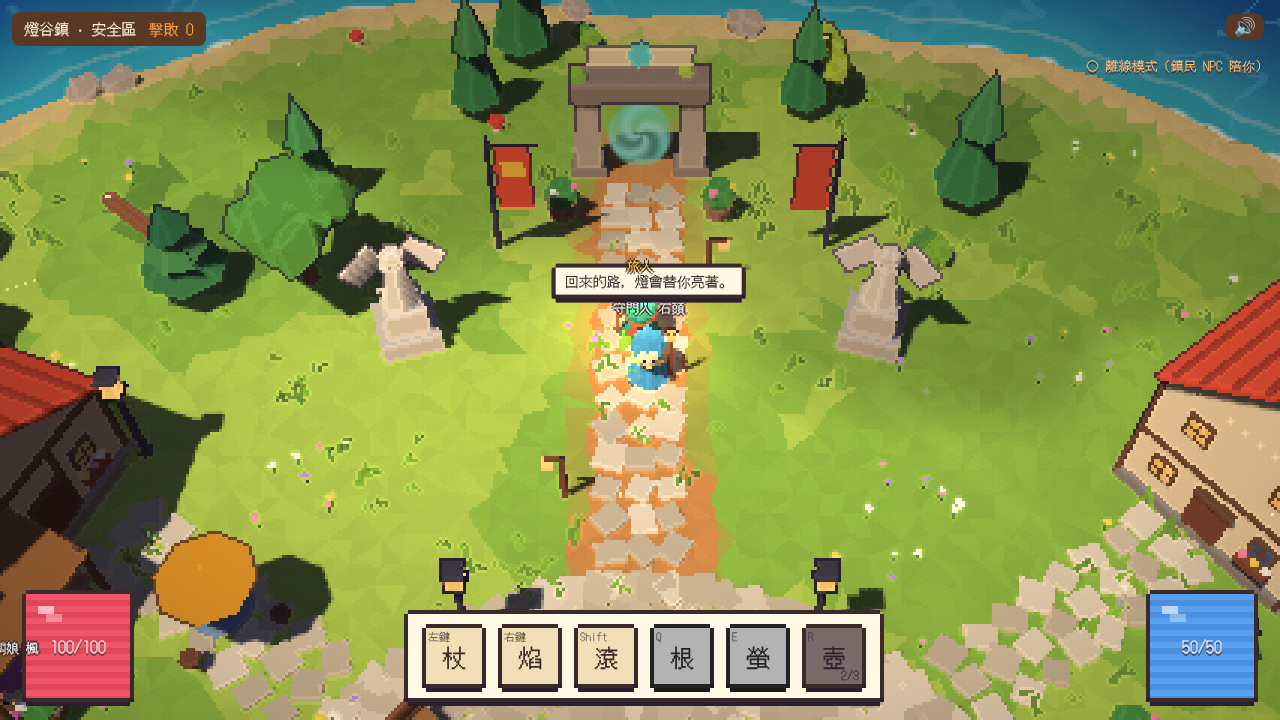 燈谷鎮 · 安全區 擊敗 0
離線模式（鎮民 NPC 陪你）
旅人
回來的路，燈會替你亮著。
守門人 石頭
娘 楓
100/100
左鍵
杖
右鍵
焰
Shift
滾
Q
根
E
螢
R
壺
2/3
50/50